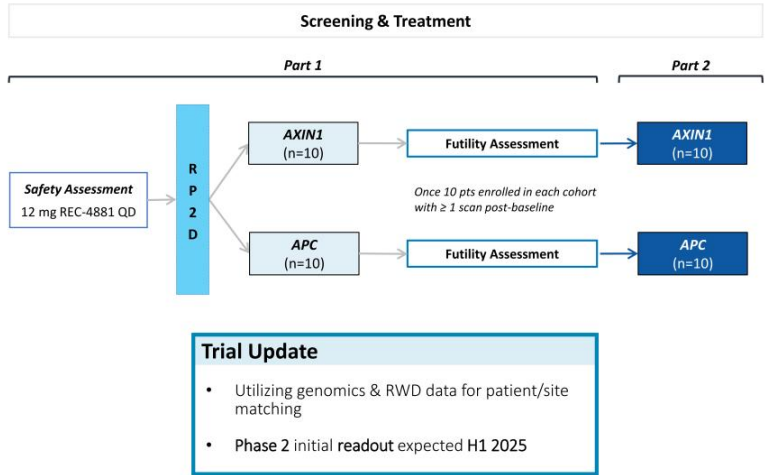 Screening & Treatment
Part 1
Part 2
Safety Assessment
12 mg REC-4881 QD
R
P
2
D
AXIN1
(n=10)
Futility Assessment
AXIN1
(n=10)
Once 10 pts enrolled in each cohort
with ≥ 1 scan post-baseline
APC
(n=10)
Futility Assessment
APC
(n=10)
Trial Update
• Utilizing genomics & RWD data for patient/site
matching
• Phase 2 initial readout expected H1 2025